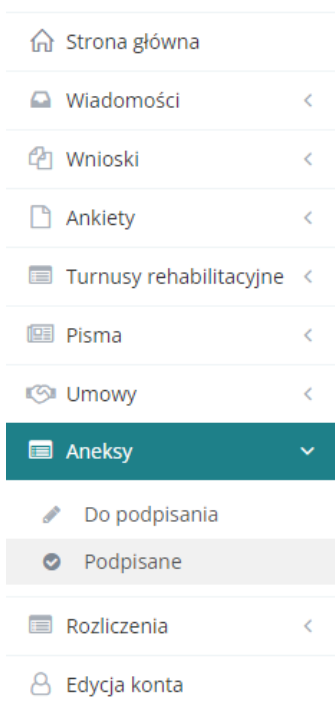 Strona główna
Wiadomości
Wnioski
Ankiety
Turnusy rehabilitacyjne
Pisma
Umowy
Aneksy
Do podpisania
Podpisane
Rozliczenia
Edycja konta